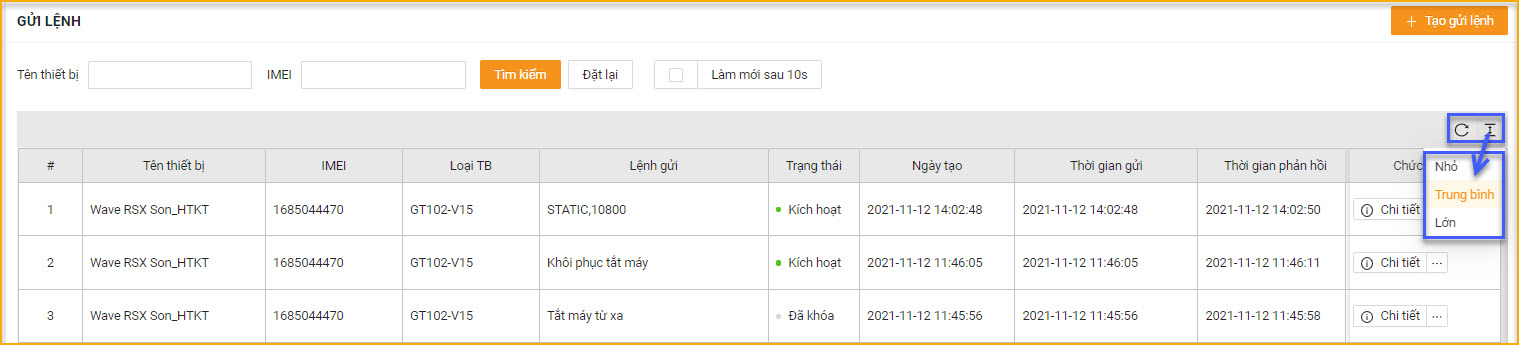 GỬI LỆNH
+ Tạo gửi lệnh
Tên thiết bị IMEI Tìm kiếm Đặt lại Làm mới sau 10s
# Tên thiết bị IMEI Loại TB Lệnh gửi Trạng thái Ngày tạo Thời gian gửi Thời gian phản hồi Chức
Nhỏ
Trung bình
Lớn
1 Wave RSX Son_HTKT 1685044470 GT102-V15 STATIC,10800 Kích hoạt 2021-11-12 14:02:48 2021-11-12 14:02:48 2021-11-12 14:02:50 Chi tiết
2 Wave RSX Son_HTKT 1685044470 GT102-V15 Khôi phục tắt máy Kích hoạt 2021-11-12 11:46:05 2021-11-12 11:46:05 2021-11-12 11:46:11 Chi tiết ...
3 Wave RSX Son_HTKT 1685044470 GT102-V15 Tắt máy từ xa Đã khóa 2021-11-12 11:45:56 2021-11-12 11:45:56 2021-11-12 11:45:58 Chi tiết ...